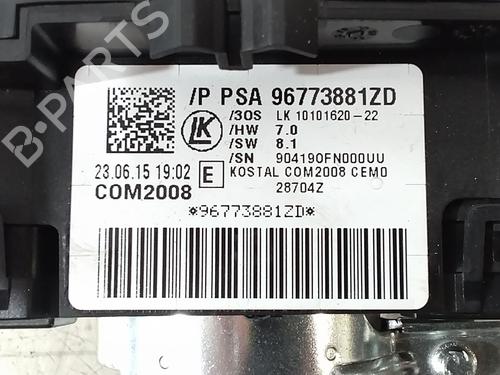 B-PARTS
/P PSA 96773881ZD
/3OS LK 10101620-22
/HW 7.0
/SW 8.1
/SN 904190FN000UU
LK
23.06.15 19:02 E KOSTAL COM2008 CEM0
COM2008 28704Z
*96773881ZD*